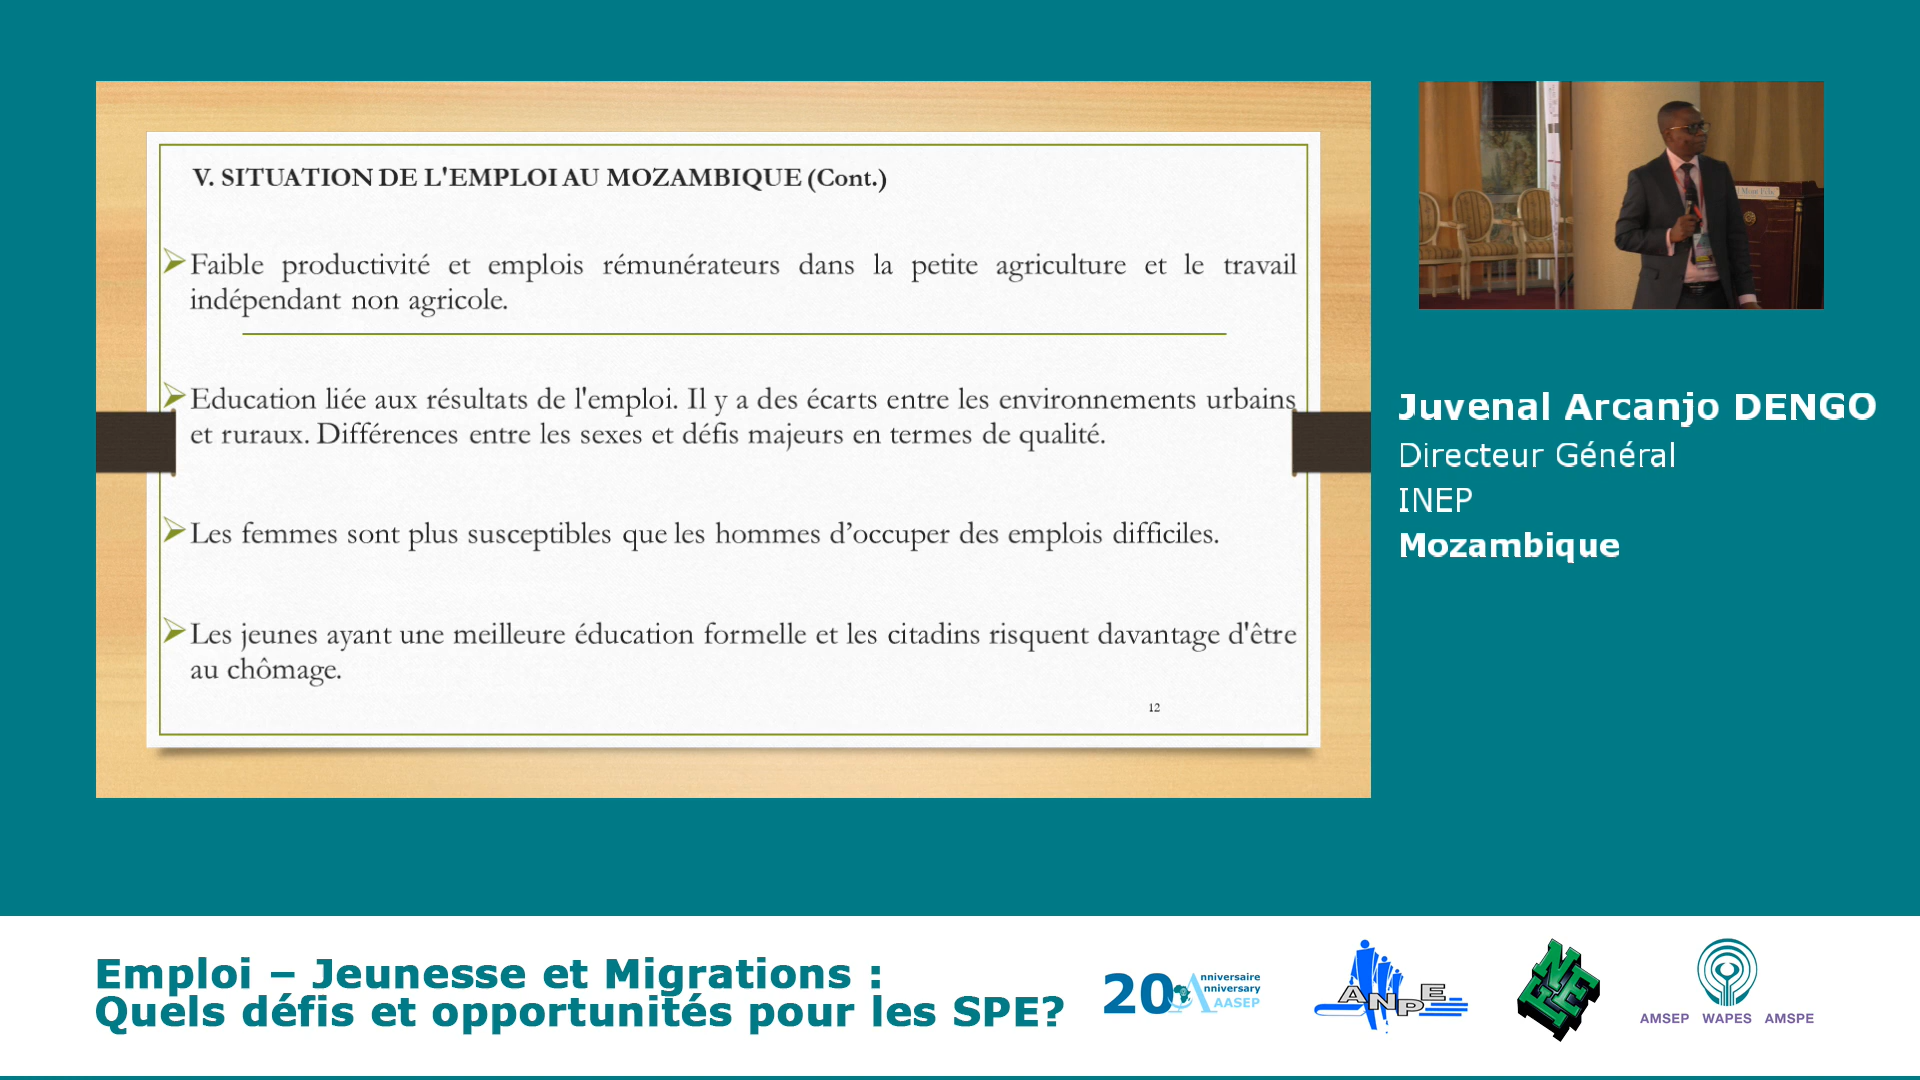 V. SITUATION DE L'EMPLOI AU MOZAMBIQUE (Cont.)
Faible productivité et emplois rémunérateurs dans la petite agriculture et le travail
indépendant non agricole.
Education liée aux résultats de l'emploi. Il y a des écarts entre les environnements urbains
et ruraux. Différences entre les sexes et défis majeurs en termes de qualité.
Les femmes sont plus susceptibles que les hommes d’occuper des emplois difficiles.
Les jeunes ayant une meilleure éducation formelle et les citadins risquent davantage d'être
au chômage.
12
Juvenal Arcanjo DENGO
Directeur Général
INEP
Mozambique
Emploi – Jeunesse et Migrations :
Quels défis et opportunités pour les SPE?
20 Anniversaire
Anniversary
AASEP
ANPE
AMSEP WAPES AMSPE